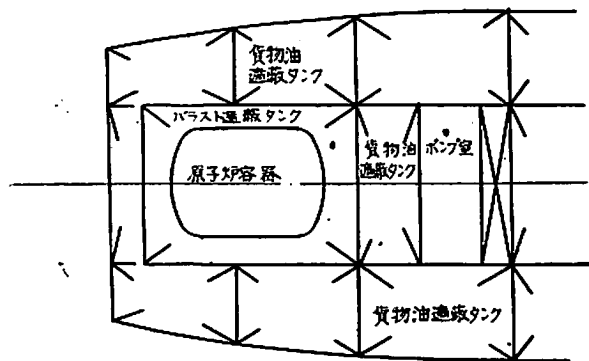 貨物油
遮蔽タンク
バラスト遮蔽タンク
原子炉容器
貨物油
遮蔽タンク
ポンプ室
貨物油遮蔽タンク